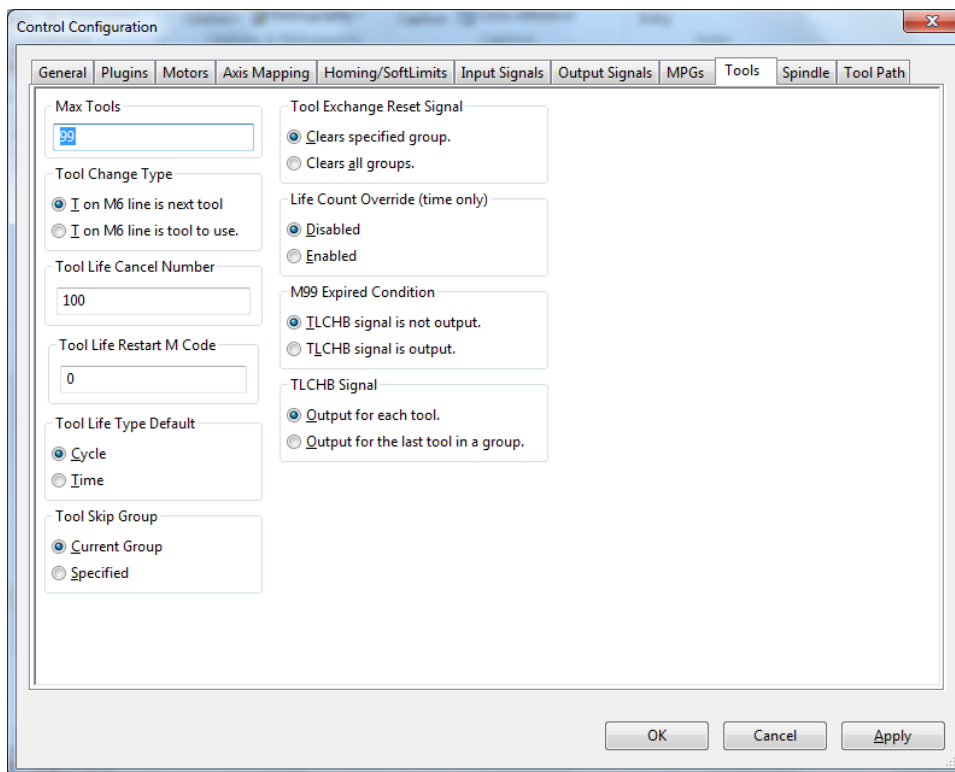 Control Configuration
General Plugins Motors Axis Mapping Homing/SoftLimits Input Signals Output Signals MPGs Tools Spindle Tool Path
Max Tools
99
Tool Change Type
T on M6 line is next tool
T on M6 line is tool to use.
Tool Life Cancel Number
100
Tool Life Restart M Code
0
Tool Life Type Default
Cycle
Time
Tool Skip Group
Current Group
Specified
Tool Exchange Reset Signal
Clears specified group.
Clears all groups.
Life Count Override (time only)
Disabled
Enabled
M99 Expired Condition
TLCHB signal is not output.
TLCHB signal is output.
TLCHB Signal
Output for each tool.
Output for the last tool in a group.
OK Cancel Apply